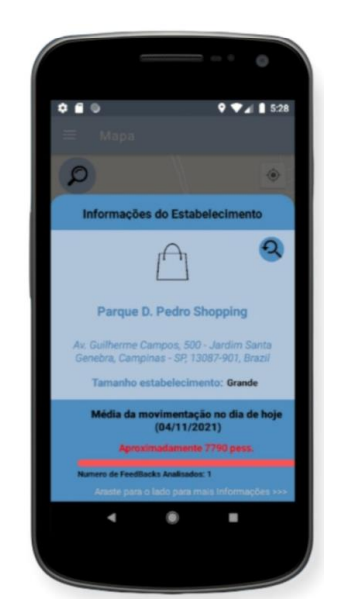 5:28
Mapa
Informações do Estabelecimento
Parque D. Pedro Shopping
Av. Guilherme Campos, 500 - Jardim Santa
Genebra, Campinas - SP, 13087-901, Brazil
Tamanho estabelecimento: Grande
Média da movimentação no dia de hoje
(04/11/2021)
Aproximadamente 7790 pess.
Numero de FeedBacks Analisados: 1
Araste para o lado para mais Informações >>>